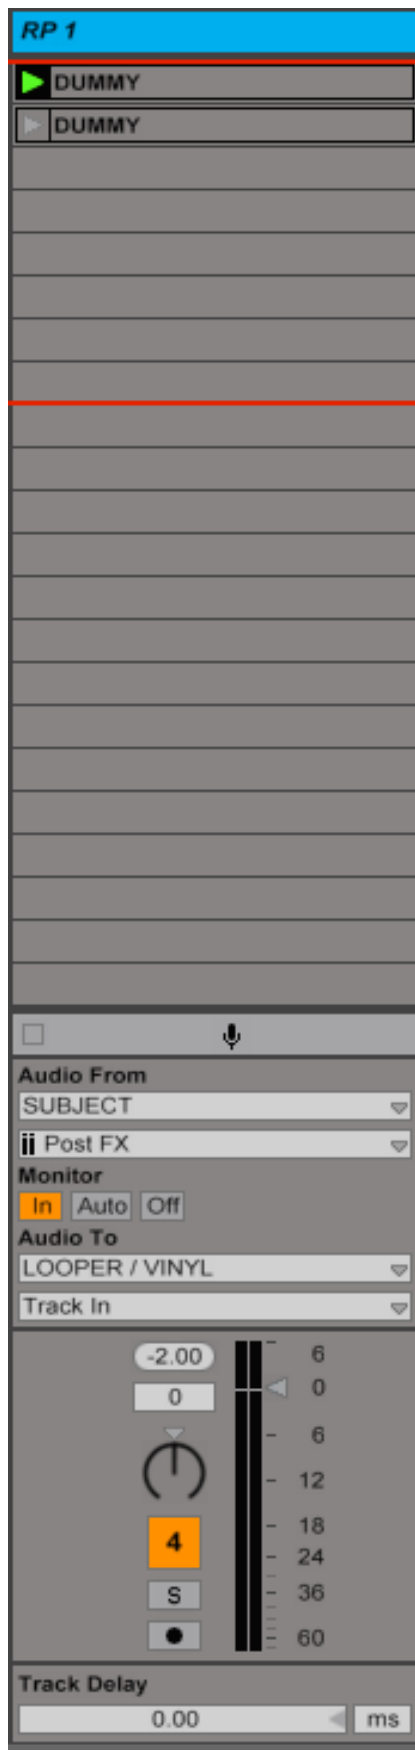 RP 1
DUMMY
DUMMY
Audio From
SUBJECT
Post FX
Monitor
In Auto Off
Audio To
LOOPER / VINYL
Track In
-2.00 6
0 0
6
12
4 18
24
S 36
60
Track Delay
0.00 ms